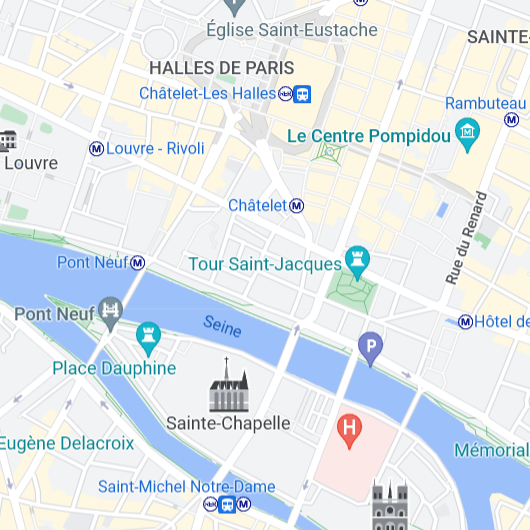 Église Saint-Eustache
SAINTE-
HALLES DE PARIS
Châtelet-Les Halles
Rambuteau
Le Centre Pompidou
Louvre - Rivoli
Louvre
Châtelet
Rue du Renard
Pont Neuf
Tour Saint-Jacques
Pont Neuf
Seine
Hôtel de
P
Place Dauphine
Sainte-Chapelle
H
Eugène Delacroix
Mémorial
Saint-Michel Notre-Dame